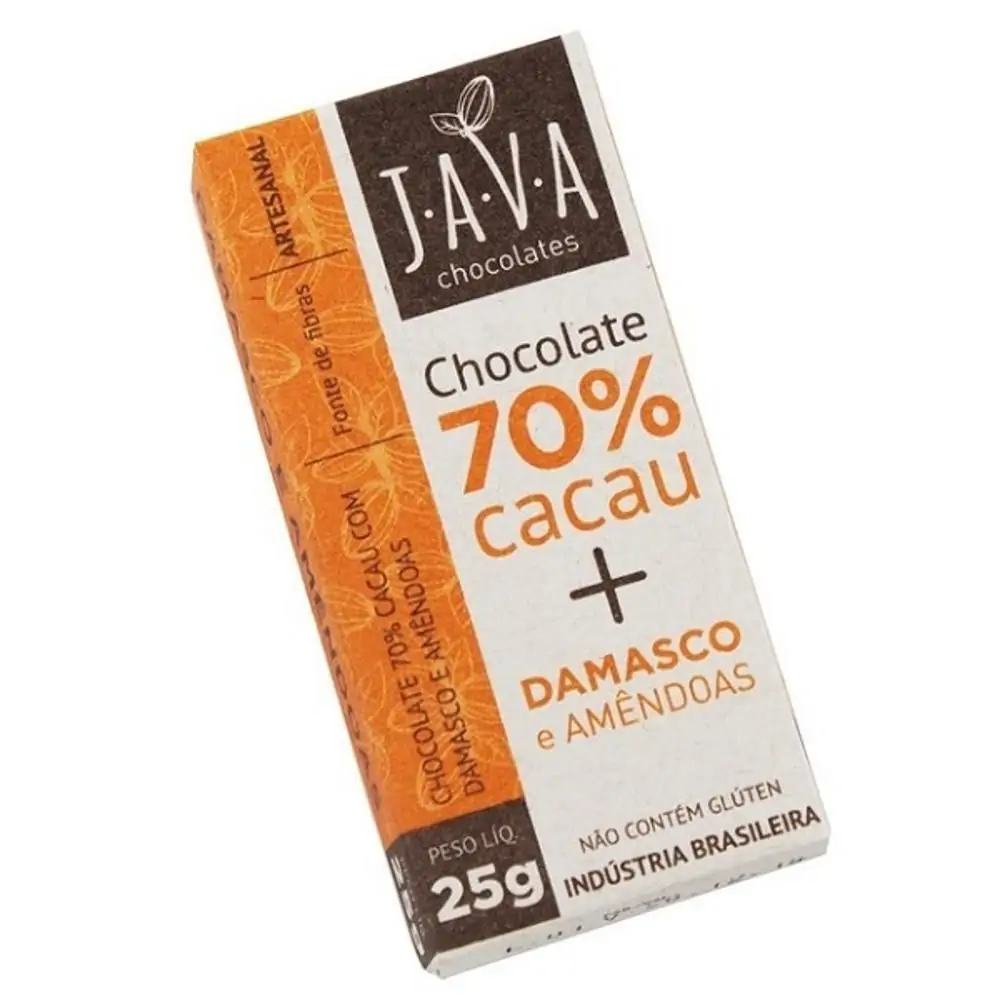 J.A.V.A
chocolates
Chocolate
70%
cacau
+
DAMASCO
e AMÊNDOAS
NÃO CONTÉM GLÚTEN
INDÚSTRIA BRASILEIRA
ARTESANAL
Fonte de fibras
CHOCOLATE 70% CACAU COM
DAMASCO E AMÊNDOAS
PESO LÍQ.
25g